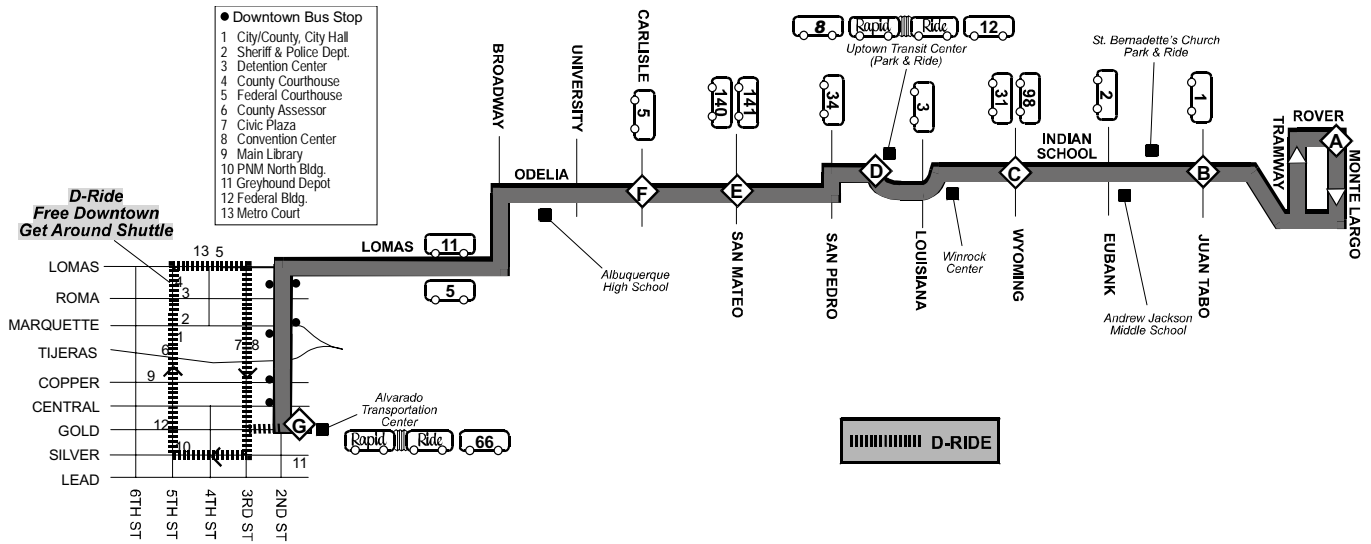 Downtown Bus Stop
1 City/County, City Hall
2 Sheriff & Police Dept.
3 Detention Center
4 County Courthouse
5 Federal Courthouse
6 County Assessor
7 Civic Plaza
8 Convention Center
9 Main Library
10 PNM North Bldg.
11 Greyhound Depot
12 Federal Bldg.
13 Metro Court
D-Ride
Free Downtown
Get Around Shuttle
BROADWAY
UNIVERSITY
CARLISLE
5
140
141
34
8
Rapid Ride
12
Uptown Transit Center
(Park & Ride)
3
31
98
2
St. Bernadette's Church
Park & Ride
1
ROVER
TRAMWAY
MONTE LARGO
A
INDIAN
SCHOOL
ODELIA
F
E
D
C
B
Albuquerque
High School
SAN MATEO
SAN PEDRO
LOUISIANA
Winrock
Center
WYOMING
EUBANK
Andrew Jackson
Middle School
JUAN TABO
LOMAS
11
5
13 5
LOMAS
4
ROMA
3
MARQUETTE
2
1
TIJERAS
6
7 8
COPPER
9
CENTRAL
GOLD
12
SILVER
10
11
LEAD
G
Alvarado
Transportation
Center
Rapid Ride
66
6TH ST
5TH ST
4TH ST
3RD ST
2ND ST
D-RIDE